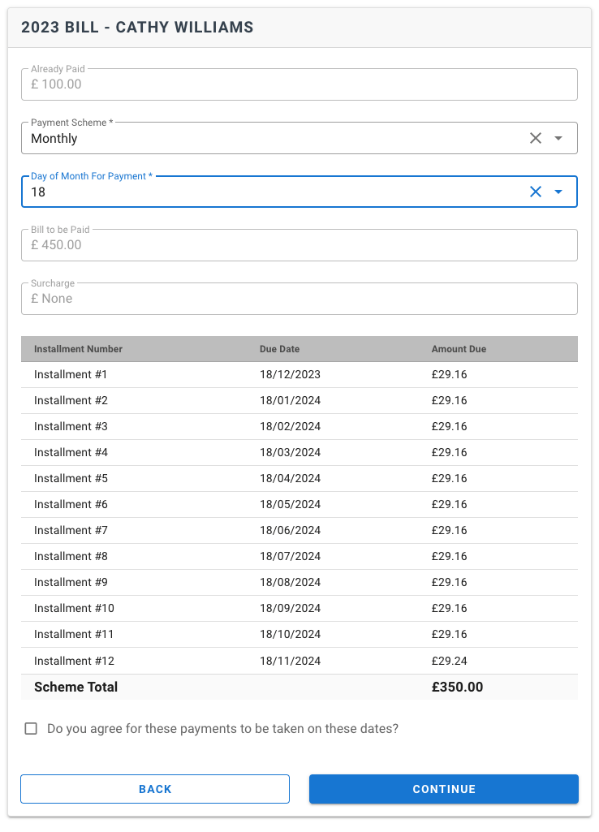 2023 BILL - CATHY WILLIAMS
Already Paid
£ 100.00
Payment Scheme *
Monthly
Day of Month For Payment *
18
Bill to be Paid
£ 450.00
Surcharge
£ None
Installment Number Due Date Amount Due
Installment #1 18/12/2023 £29.16
Installment #2 18/01/2024 £29.16
Installment #3 18/02/2024 £29.16
Installment #4 18/03/2024 £29.16
Installment #5 18/04/2024 £29.16
Installment #6 18/05/2024 £29.16
Installment #7 18/06/2024 £29.16
Installment #8 18/07/2024 £29.16
Installment #9 18/08/2024 £29.16
Installment #10 18/09/2024 £29.16
Installment #11 18/10/2024 £29.16
Installment #12 18/11/2024 £29.24
Scheme Total £350.00
Do you agree for these payments to be taken on these dates?
BACK CONTINUE